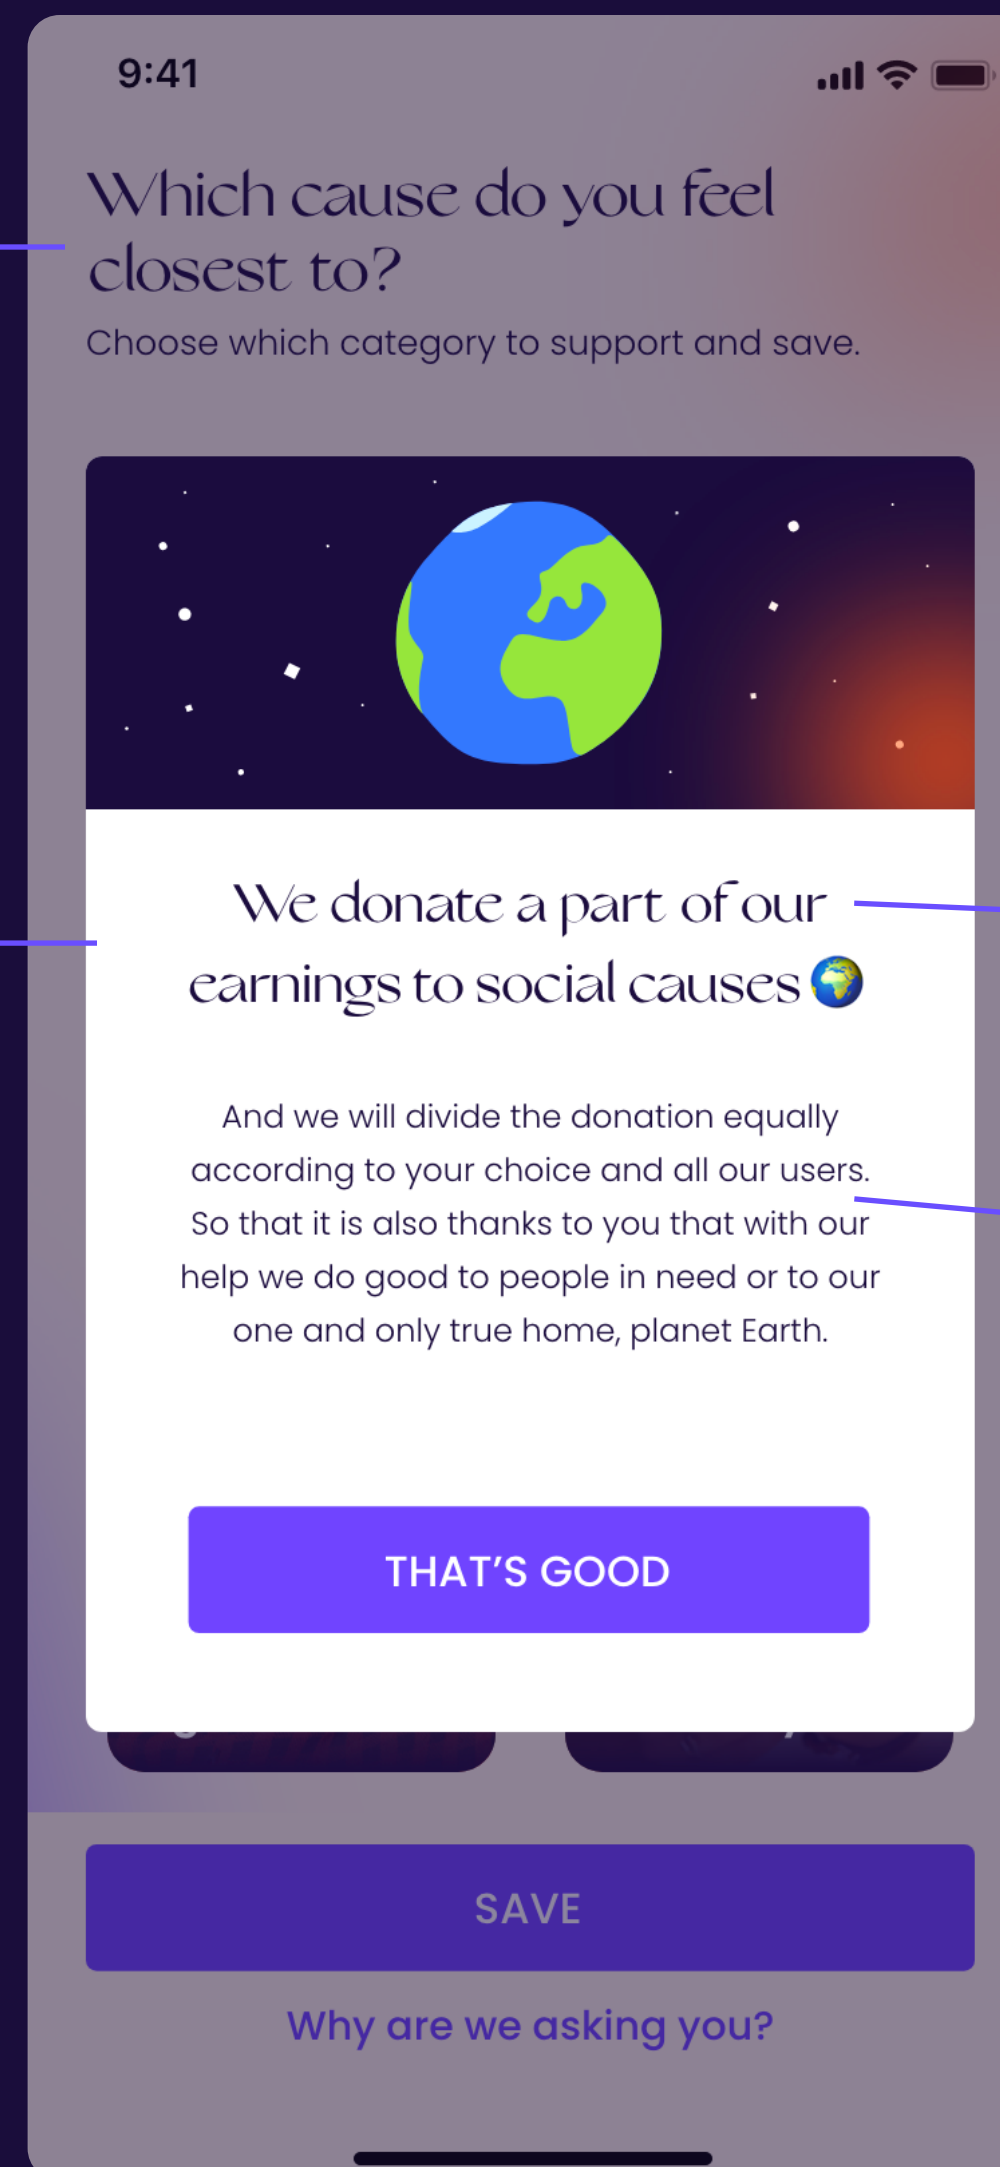 9:41
Which cause do you feel
closest to?
Choose which category to support and save.
We donate a part of our
earnings to social causes 🌍
And we will divide the donation equally
according to your choice and all our users.
So that it is also thanks to you that with our
help we do good to people in need or to our
one and only true home, planet Earth.
THAT’S GOOD
SAVE
Why are we asking you?